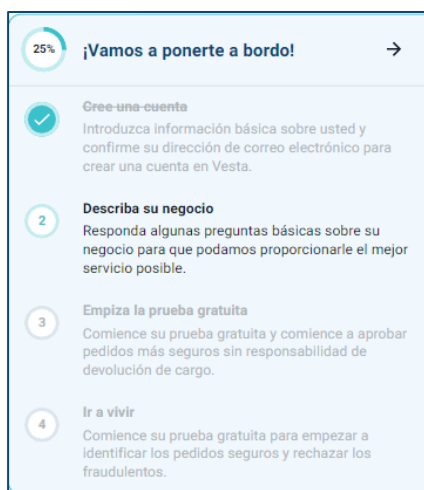 25%
¡Vamos a ponerte a bordo!
Cree una cuenta
Introduzca información básica sobre usted y
confirme su dirección de correo electrónico para
crear una cuenta en Vesta.
2
Describa su negocio
Responda algunas preguntas básicas sobre su
negocio para que podamos proporcionarle el mejor
servicio posible.
3
Empiza la prueba gratuita
Comience su prueba gratuita y comience a aprobar
pedidos más seguros sin responsabilidad de
devolución de cargo.
4
Ir a vivir
Comience su prueba gratuita para empezar a
identificar los pedidos seguros y rechazar los
fraudulentos.